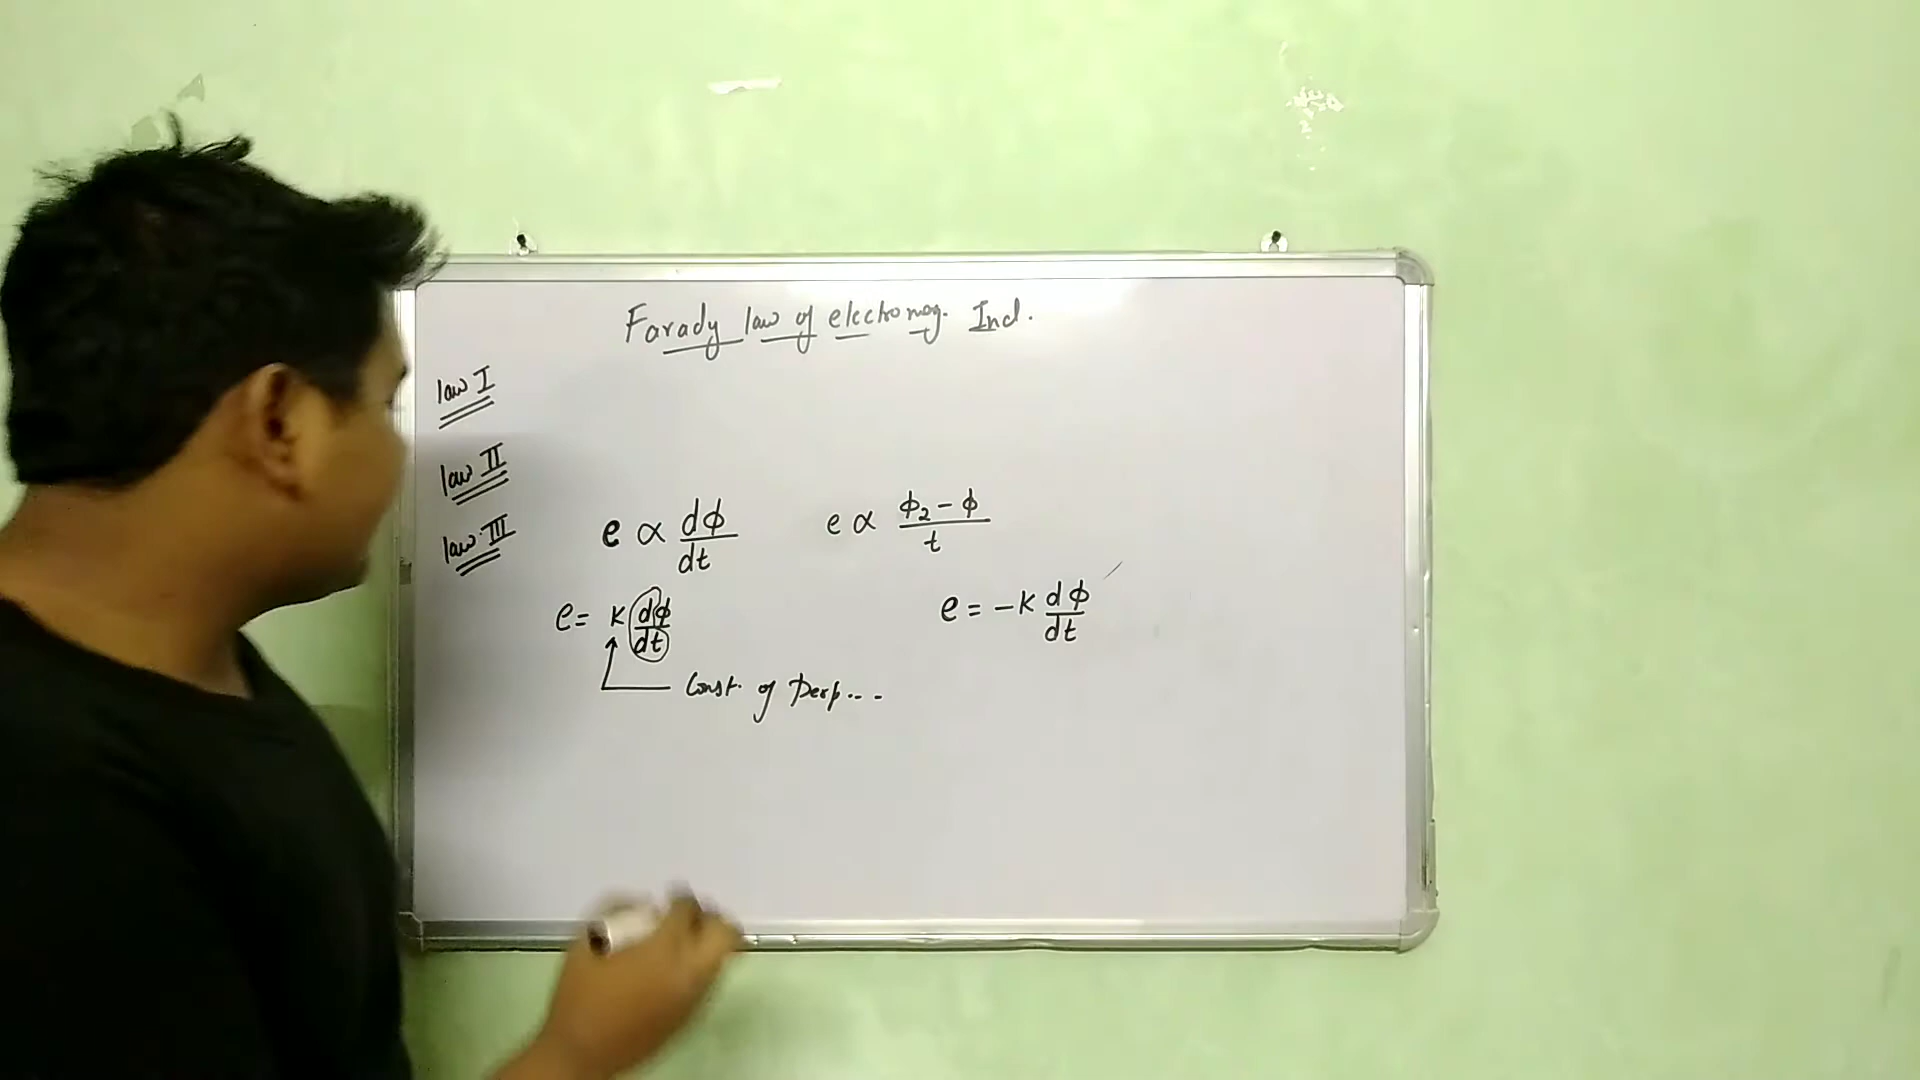 Farady law of electromag. Ind.
law I
law II
law III
e ∝ dϕ/dt
e ∝ ϕ₂ - ϕ/t
e = K dϕ/dt
e = -K dϕ/dt
Const. of Perp...